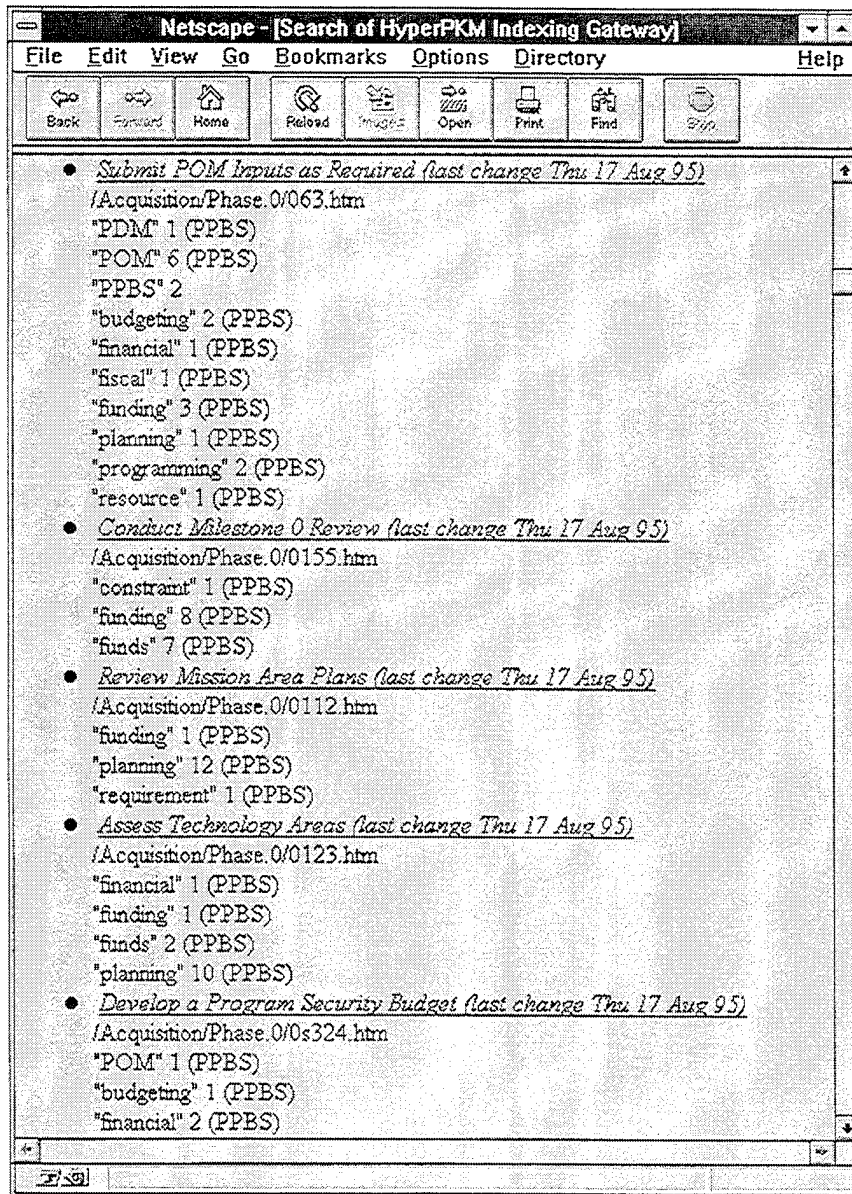 Netscape - [Search of HyperPKM Indexing Gateway]
File Edit View Go Bookmarks Options Directory Help
Back Forward Home Reload Images Open Print Find Stop
• Submit POM Inputs as Required (last change Thu 17 Aug 95)
/Acquisition/Phase.0/063.htm
"PDM" 1 (PPBS)
"POM" 6 (PPBS)
"PPBS" 2
"budgeting" 2 (PPBS)
"financial" 1 (PPBS)
"fiscal" 1 (PPBS)
"funding" 3 (PPBS)
"planning" 1 (PPBS)
"programming" 2 (PPBS)
"resource" 1 (PPBS)
• Conduct Milestone 0 Review (last change Thu 17 Aug 95)
/Acquisition/Phase.0/0155.htm
"constraint" 1 (PPBS)
"funding" 8 (PPBS)
"funds" 7 (PPBS)
• Review Mission Area Plans (last change Thu 17 Aug 95)
/Acquisition/Phase.0/0112.htm
"funding" 1 (PPBS)
"planning" 12 (PPBS)
"requirement" 1 (PPBS)
• Assess Technology Areas (last change Thu 17 Aug 95)
/Acquisition/Phase.0/0123.htm
"financial" 1 (PPBS)
"funding" 1 (PPBS)
"funds" 2 (PPBS)
"planning" 10 (PPBS)
• Develop a Program Security Budget (last change Thu 17 Aug 95)
/Acquisition/Phase.0/0s324.htm
"POM" 1 (PPBS)
"budgeting" 1 (PPBS)
"financial" 2 (PPBS)